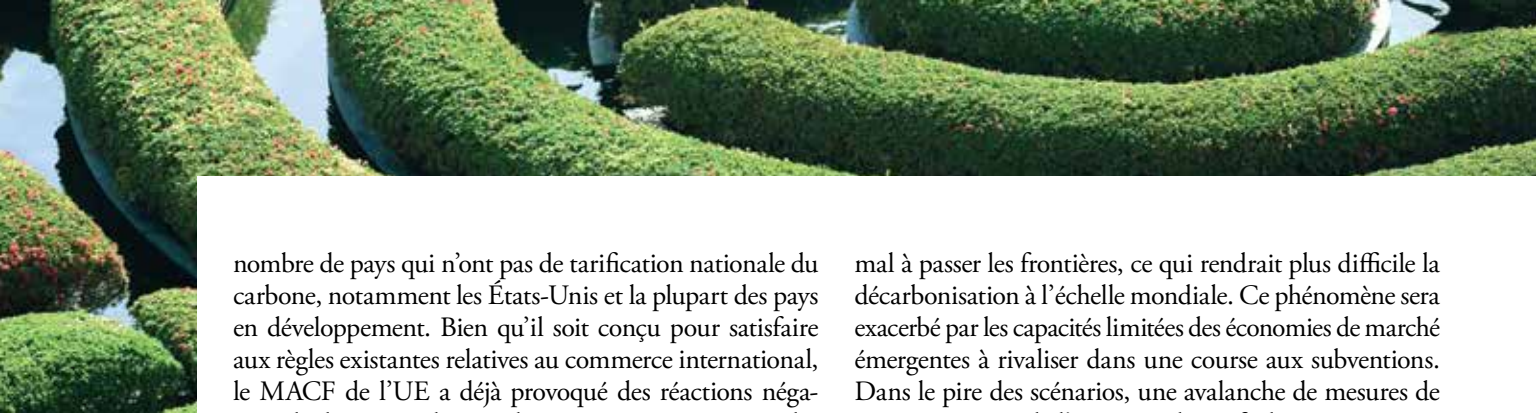 nombre de pays qui n'ont pas de tarification nationale du
carbone, notamment les États-Unis et la plupart des pays
en développement. Bien qu'il soit conçu pour satisfaire
aux règles existantes relatives au commerce international,
le MACF de l'UE a déjà provoqué des réactions néga-
mal à passer les frontières, ce qui rendrait plus difficile la
décarbonisation à l'échelle mondiale. Ce phénomène sera
exacerbé par les capacités limitées des économies de marché
émergentes à rivaliser dans une course aux subventions.
Dans le pire des scénarios, une avalanche de mesures de